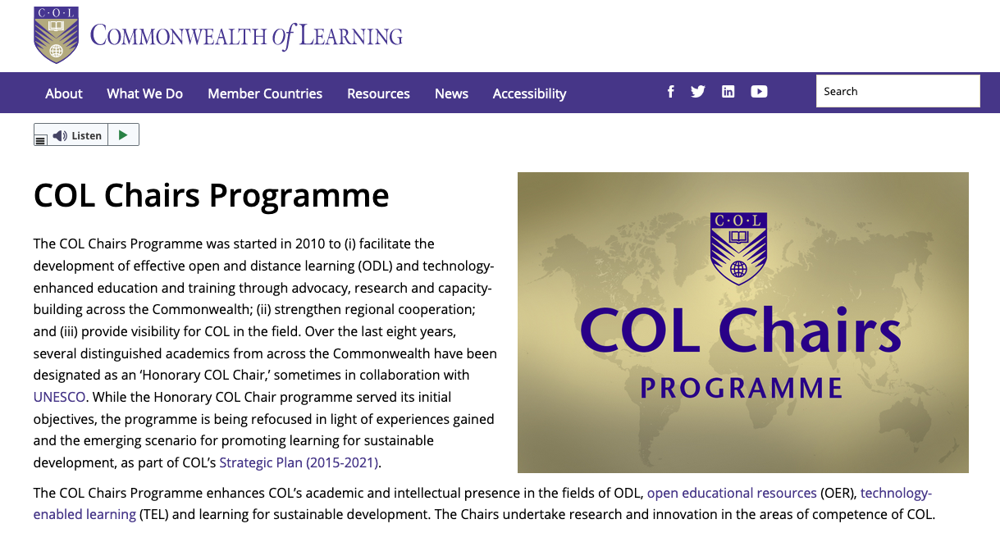 C·O·L
COMMONWEALTH of LEARNING
About What We Do Member Countries Resources News Accessibility
Search
Listen
COL Chairs Programme
The COL Chairs Programme was started in 2010 to (i) facilitate the
development of effective open and distance learning (ODL) and technology-
enhanced education and training through advocacy, research and capacity-
building across the Commonwealth; (ii) strengthen regional cooperation;
and (iii) provide visibility for COL in the field. Over the last eight years,
several distinguished academics from across the Commonwealth have been
designated as an ‘Honorary COL Chair,’ sometimes in collaboration with
UNESCO. While the Honorary COL Chair programme served its initial
objectives, the programme is being refocused in light of experiences gained
and the emerging scenario for promoting learning for sustainable
development, as part of COL’s Strategic Plan (2015-2021).
C·O·L
COL Chairs
PROGRAMME
The COL Chairs Programme enhances COL’s academic and intellectual presence in the fields of ODL, open educational resources (OER), technology-
enabled learning (TEL) and learning for sustainable development. The Chairs undertake research and innovation in the areas of competence of COL.